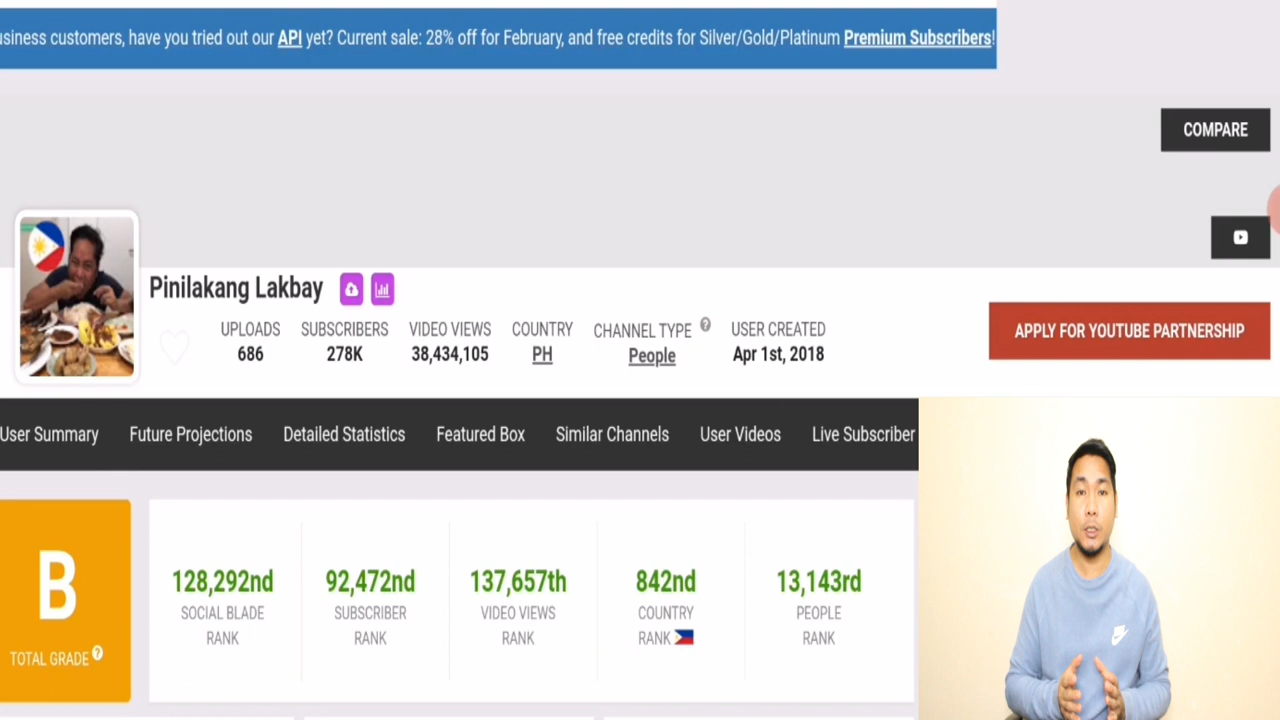 usiness customers, have you tried out our API yet? Current sale: 28% off for February, and free credits for Silver/Gold/Platinum Premium Subscribers!
COMPARE
Pinilakang Lakbay
UPLOADS SUBSCRIBERS VIDEO VIEWS COUNTRY CHANNEL TYPE ? USER CREATED
686 278K 38,434,105 PH People Apr 1st, 2018
APPLY FOR YOUTUBE PARTNERSHIP
User Summary Future Projections Detailed Statistics Featured Box Similar Channels User Videos Live Subscriber
B
TOTAL GRADE ?
128,292nd 92,472nd 137,657th 842nd 13,143rd
SOCIAL BLADE SUBSCRIBER VIDEO VIEWS COUNTRY PEOPLE
RANK RANK RANK RANK RANK